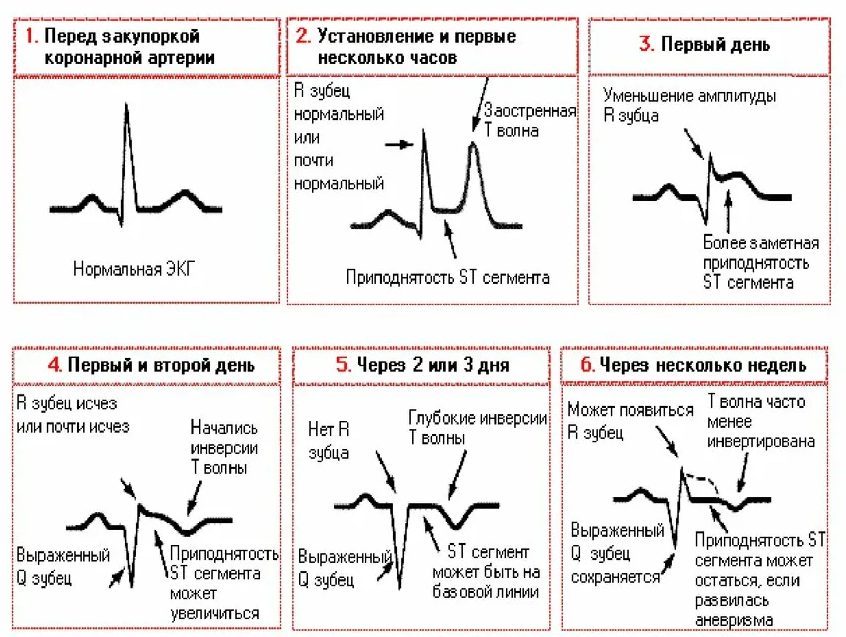 1. Перед закупоркой
коронарной артерии
Нормальная ЭКГ
2. Установление и первые
несколько часов
R зубец
нормальный
или
почти
нормальный
Заостренная
T волна
Приподнятость ST сегмента
3. Первый день
Уменьшение амплитуды
R зубца
Более заметная
приподнятость
ST сегмента
4. Первый и второй день
R зубец исчез
или почти исчез
Начались
инверсии
T волны
Выраженный
Q зубец
Приподнятость
ST сегмента
может
увеличиться
5. Через 2 или 3 дня
Нет R
зубца
Глубокие инверсии
T волны
Выраженный
Q зубец
ST сегмент
может быть на
базовой линии
6. Через несколько недель
Может появиться
R зубец
T волна часто
менее
инвертирована
Выраженный
Q зубец
сохраняется
Приподнятость ST
сегмента может
остаться, если
развилась
аневризма